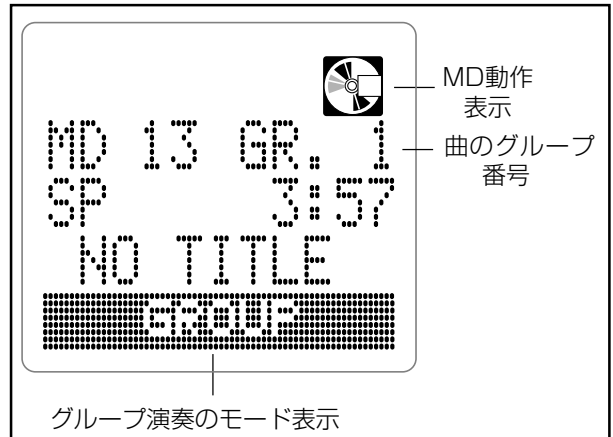 MD動作
表示
MD 13 GR. 1
曲のグループ
番号
SP 3:57
NO TITLE
GROUP
グループ演奏のモード表示